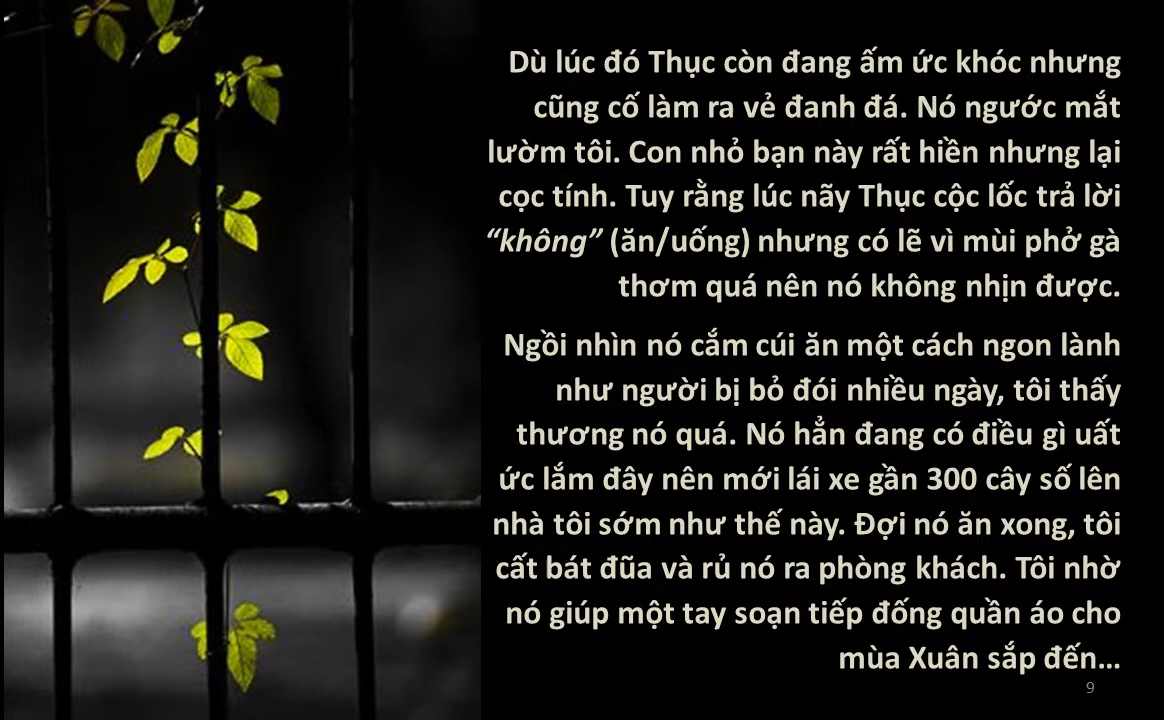 Dù lúc đó Thục còn đang ấm ức khóc nhưng
cũng cố làm ra vẻ đanh đá. Nó ngước mắt
lườm tôi. Con nhỏ bạn này rất hiền nhưng lại
cọc tính. Tuy rằng lúc nãy Thục cộc lốc trả lời
“không” (ăn/uống) nhưng có lẽ vì mùi phở gà
thơm quá nên nó không nhịn được.
Ngồi nhìn nó cắm cúi ăn một cách ngon lành
như người bị bỏ đói nhiều ngày, tôi thấy
thương nó quá. Nó hẳn đang có điều gì uất
ức lắm đây nên mới lái xe gần 300 cây số lên
nhà tôi sớm như thế này. Đợi nó ăn xong, tôi
cất bát đũa và rủ nó ra phòng khách. Tôi nhờ
nó giúp một tay soạn tiếp đống quần áo cho
mùa Xuân sắp đến…
9